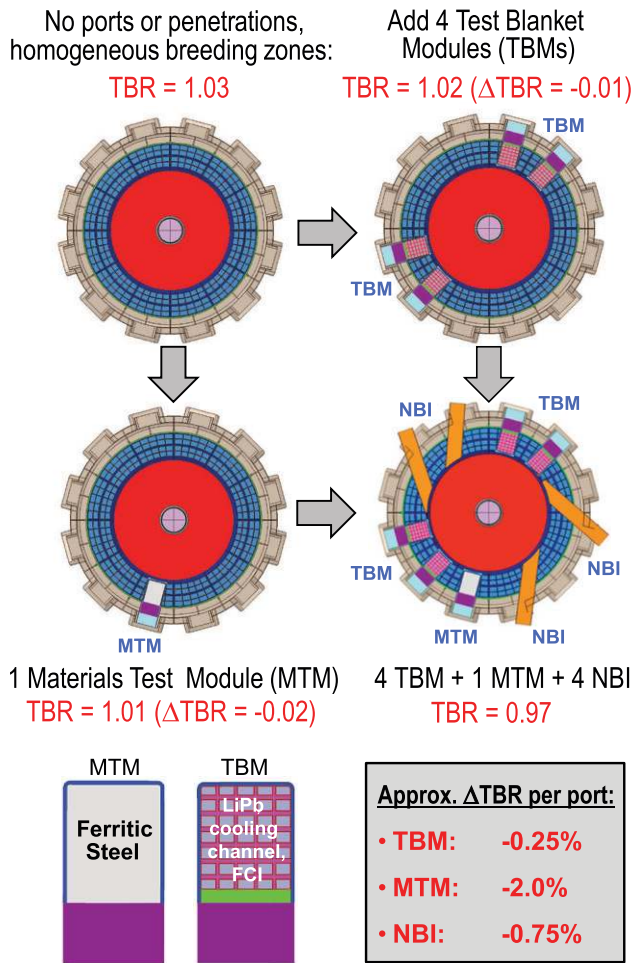 No ports or penetrations,
homogeneous breeding zones:
TBR = 1.03
Add 4 Test Blanket
Modules (TBMs)
TBR = 1.02 (ΔTBR = -0.01)
TBM
TBM
MTM
NBI
TBM
TBM
NBI
MTM
NBI
1 Materials Test Module (MTM)
TBR = 1.01 (ΔTBR = -0.02)
4 TBM + 1 MTM + 4 NBI
TBR = 0.97
MTM
Ferritic
Steel
TBM
LiPb
cooling
channel,
FCI
Approx. ΔTBR per port:
• TBM: -0.25%
• MTM: -2.0%
• NBI: -0.75%